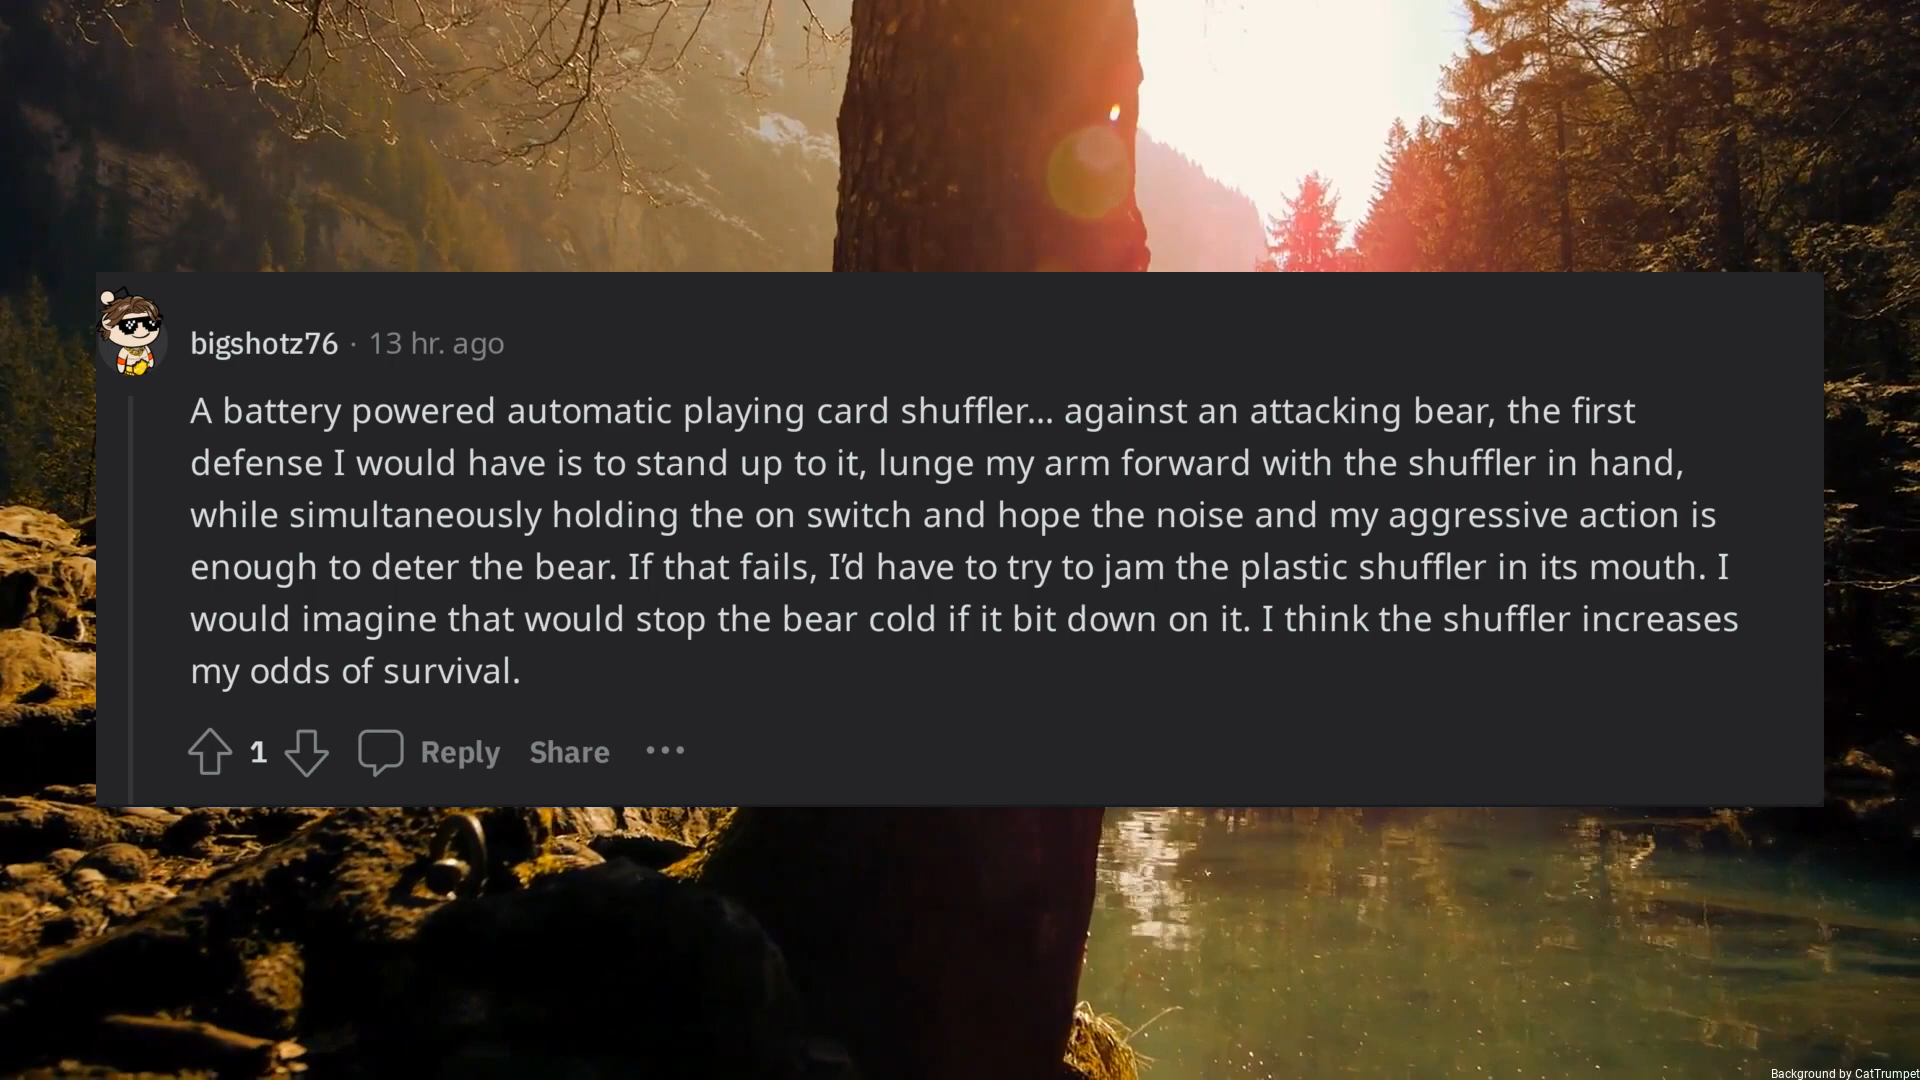 bigshotz76 · 13 hr. ago
A battery powered automatic playing card shuffler... against an attacking bear, the first
defense I would have is to stand up to it, lunge my arm forward with the shuffler in hand,
while simultaneously holding the on switch and hope the noise and my aggressive action is
enough to deter the bear. If that fails, I’d have to try to jam the plastic shuffler in its mouth. I
would imagine that would stop the bear cold if it bit down on it. I think the shuffler increases
my odds of survival.
1 Reply Share
Background by CatTrumpet